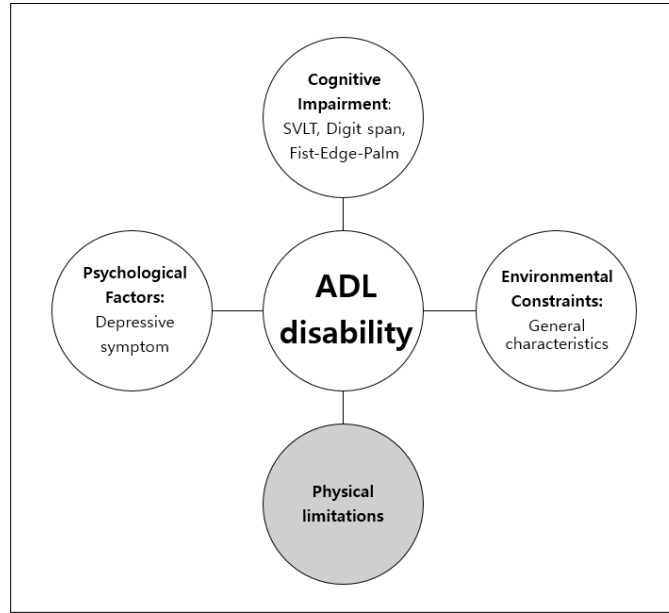 Cognitive
Impairment:
SVLT, Digit span,
Fist-Edge-Palm
Psychological
Factors:
Depressive
symptom
ADL
disability
Environmental
Constraints:
General
characteristics
Physical
limitations